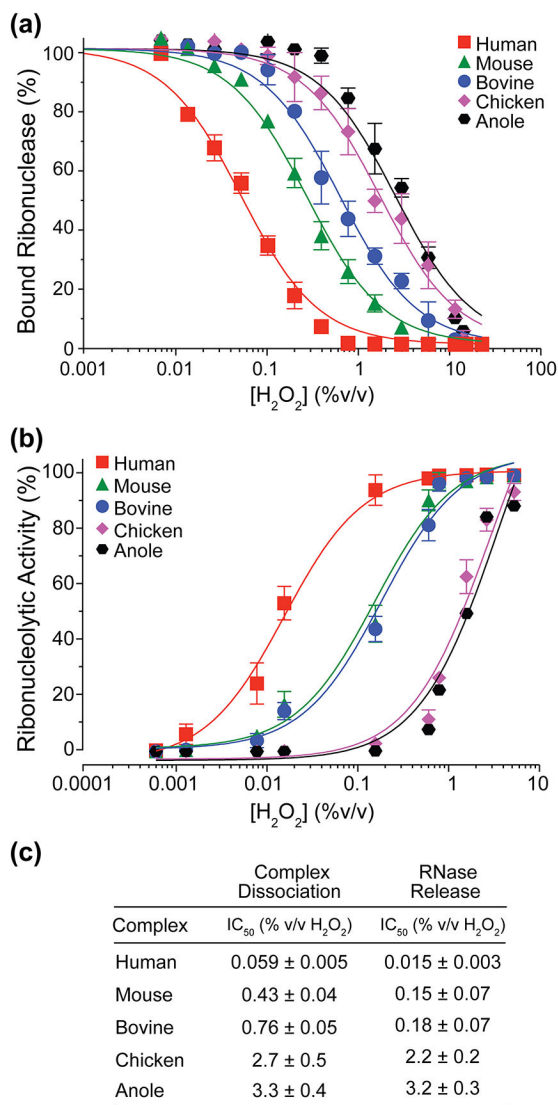 (a)
Bound Ribonuclease (%)
100
80
60
40
20
0
0.001
0.01
0.1
1
10
100
[H₂O₂] (%v/v)
Human
Mouse
Bovine
Chicken
Anole
(b)
Ribonucleolytic Activity (%)
100
80
60
40
20
0
0.0001
0.001
0.01
0.1
1
10
[H₂O₂] (%v/v)
Human
Mouse
Bovine
Chicken
Anole
(c)
Complex Dissociation RNase Release
Complex IC₅₀ (% v/v H₂O₂) IC₅₀ (% v/v H₂O₂)
Human 0.059 ± 0.005 0.015 ± 0.003
Mouse 0.43 ± 0.04 0.15 ± 0.07
Bovine 0.76 ± 0.05 0.18 ± 0.07
Chicken 2.7 ± 0.5 2.2 ± 0.2
Anole 3.3 ± 0.4 3.2 ± 0.3